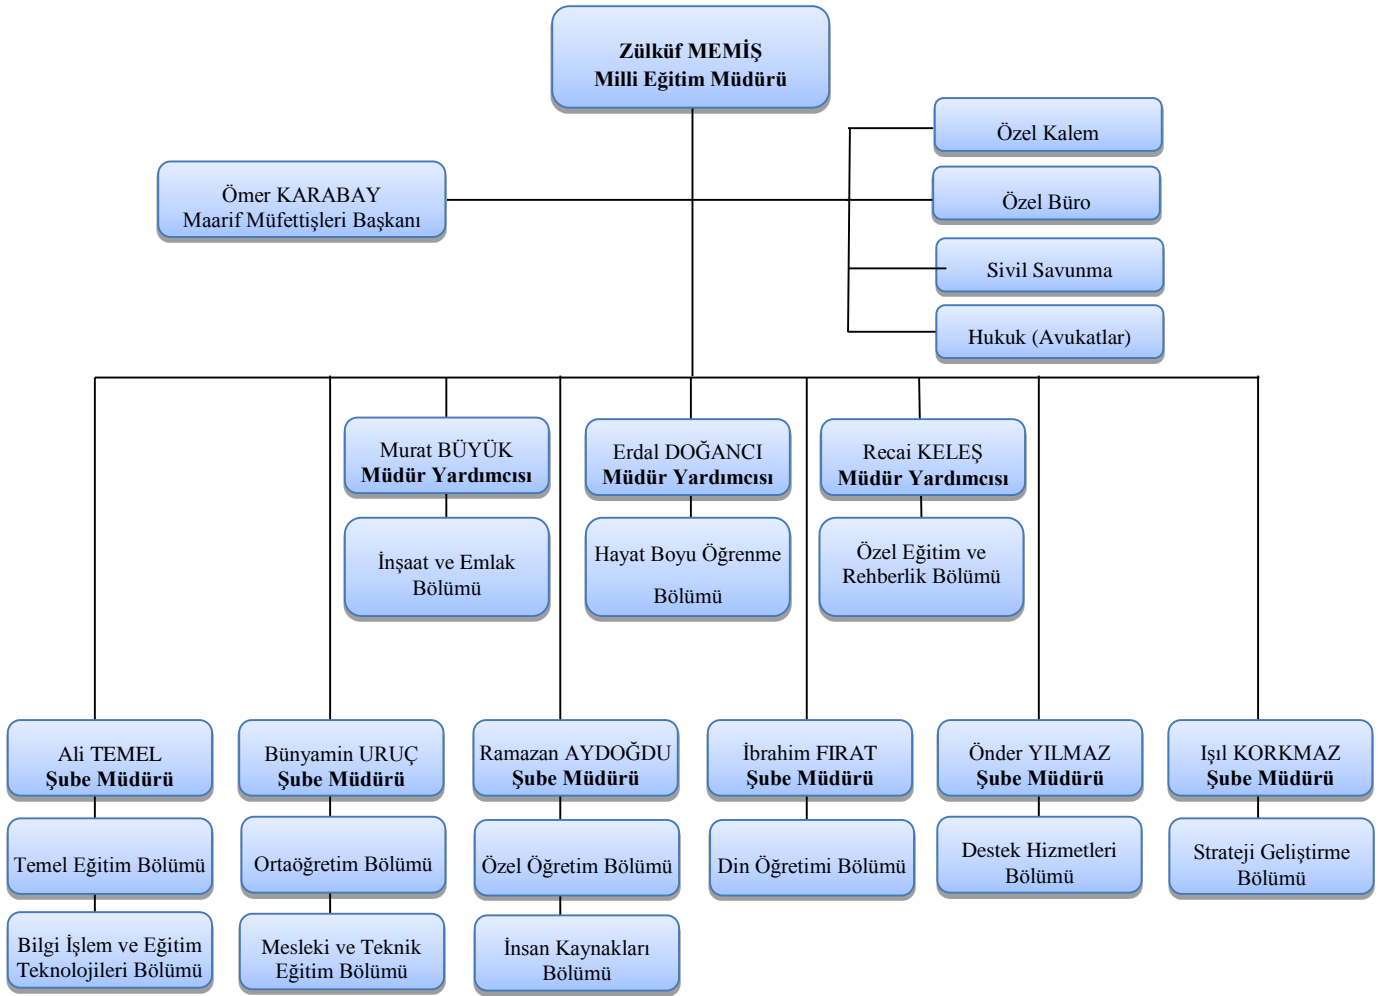 Zülküf MEMİŞ
Milli Eğitim Müdürü
Özel Kalem
Ömer KARABAY
Maarif Müfettişleri Başkanı
Özel Büro
Sivil Savunma
Hukuk (Avukatlar)
Murat BÜYÜK
Müdür Yardımcısı
Erdal DOĞANCI
Müdür Yardımcısı
Recai KELEŞ
Müdür Yardımcısı
İnşaat ve Emlak
Bölümü
Hayat Boyu Öğrenme
Bölümü
Özel Eğitim ve
Rehberlik Bölümü
Ali TEMEL
Şube Müdürü
Bünyamin URUÇ
Şube Müdürü
Ramazan AYDOĞDU
Şube Müdürü
İbrahim FIRAT
Şube Müdürü
Önder YILMAZ
Şube Müdürü
Işıl KORKMAZ
Şube Müdürü
Temel Eğitim Bölümü
Ortaöğretim Bölümü
Özel Öğretim Bölümü
Din Öğretimi Bölümü
Destek Hizmetleri
Bölümü
Strateji Geliştirme
Bölümü
Bilgi İşlem ve Eğitim
Teknolojileri Bölümü
Mesleki ve Teknik
Eğitim Bölümü
İnsan Kaynakları
Bölümü